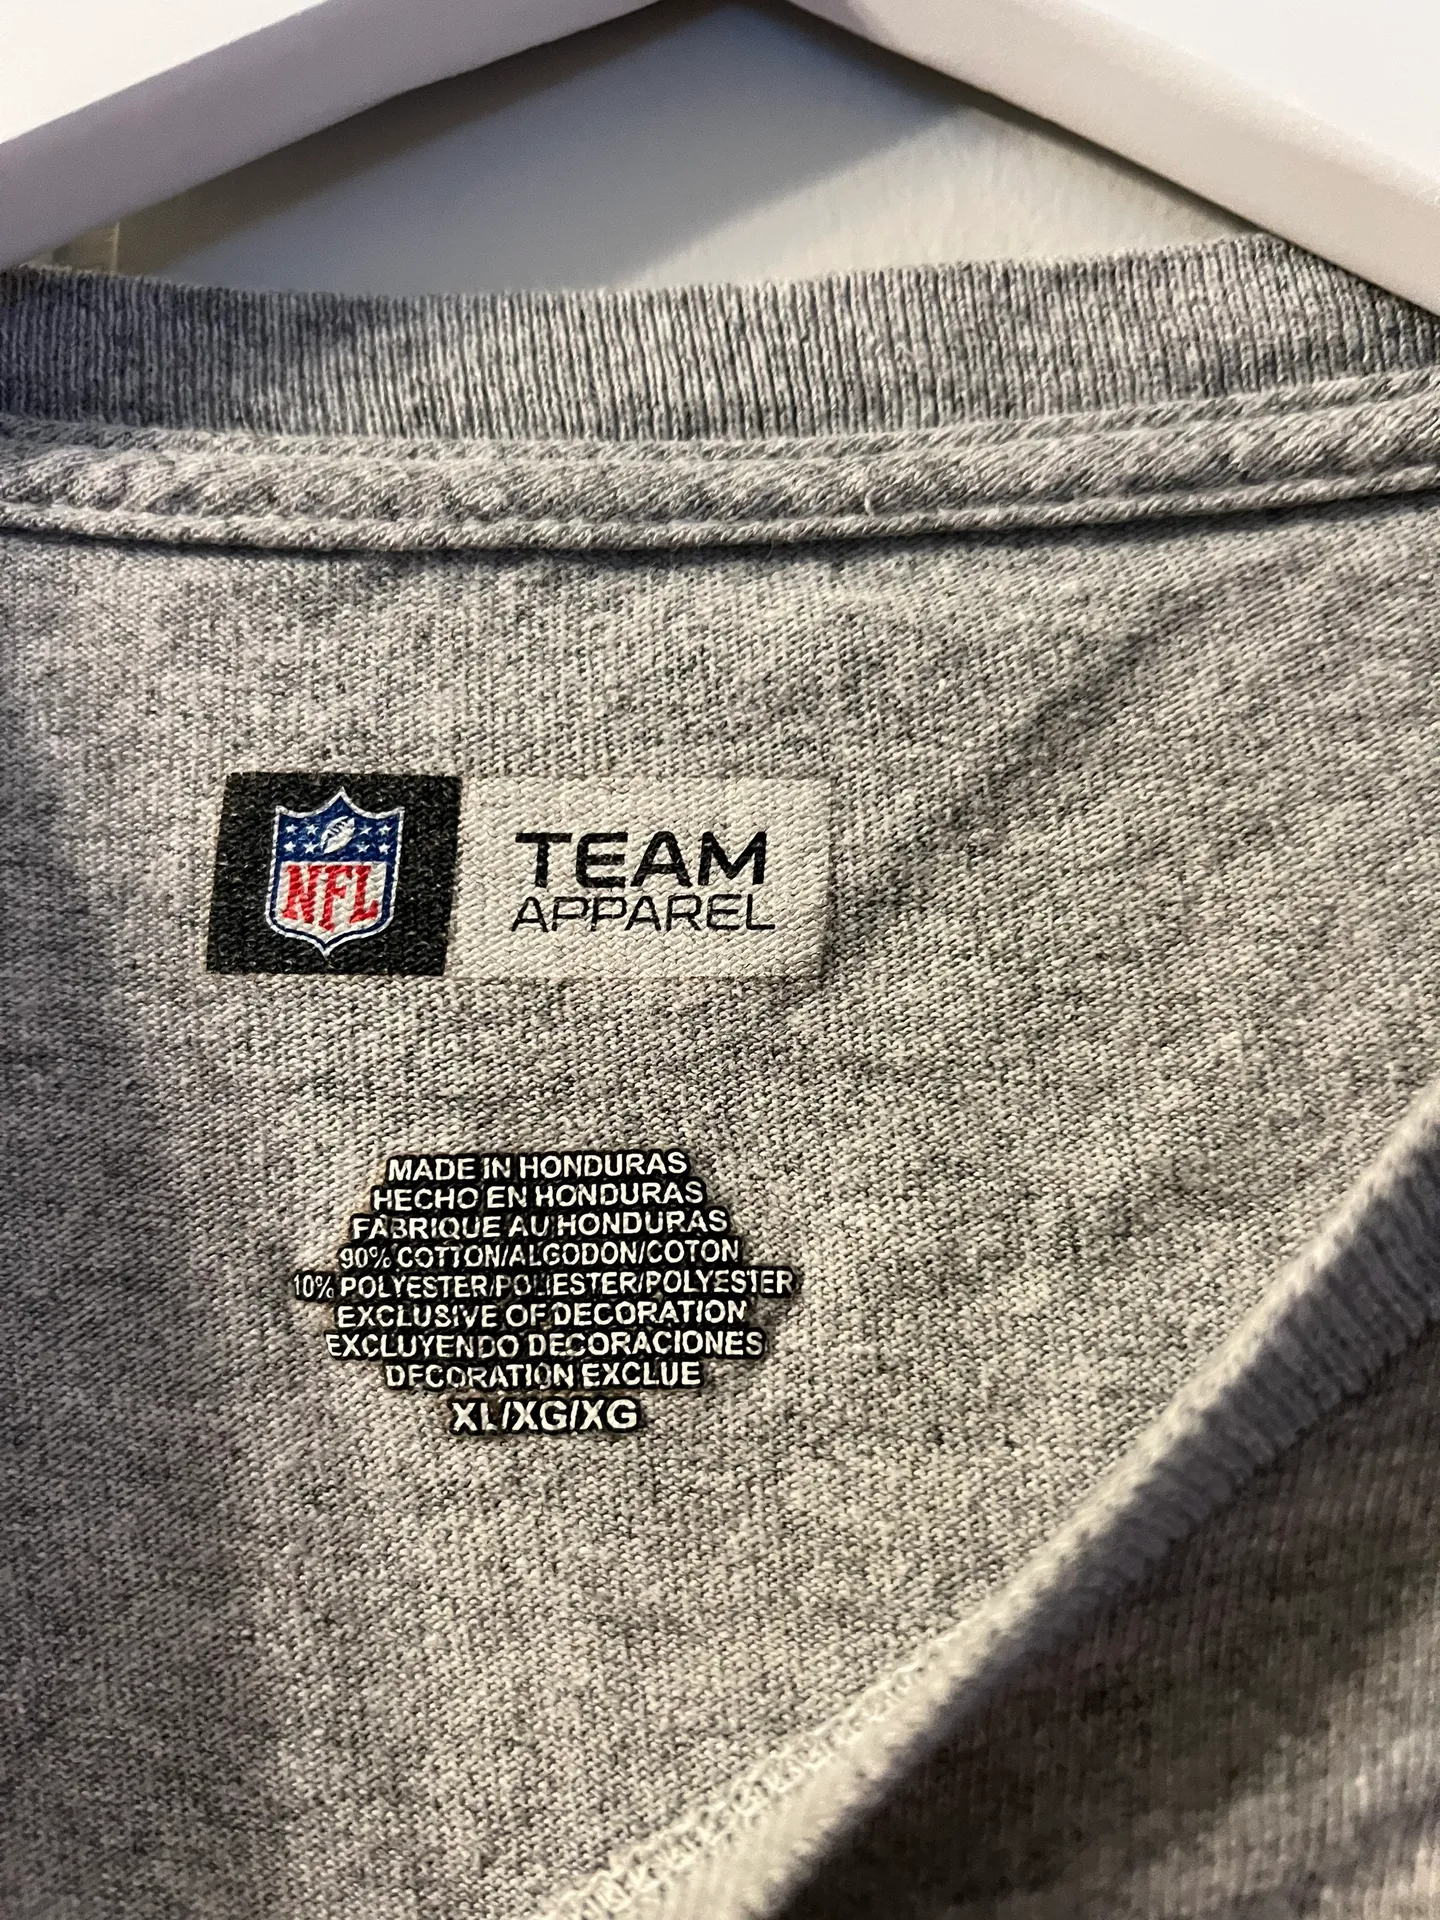 NFL
TEAM
APPAREL
MADE IN HONDURAS
HECHO EN HONDURAS
FABRIQUE AU HONDURAS
90% COTTON/ALGODON/COTON
10% POLYESTER/POLIESTER/POLYESTER
EXCLUSIVE OF DECORATION
EXCLUYENDO DECORACIONES
DECORATION EXCLUE
XL/XG/XG